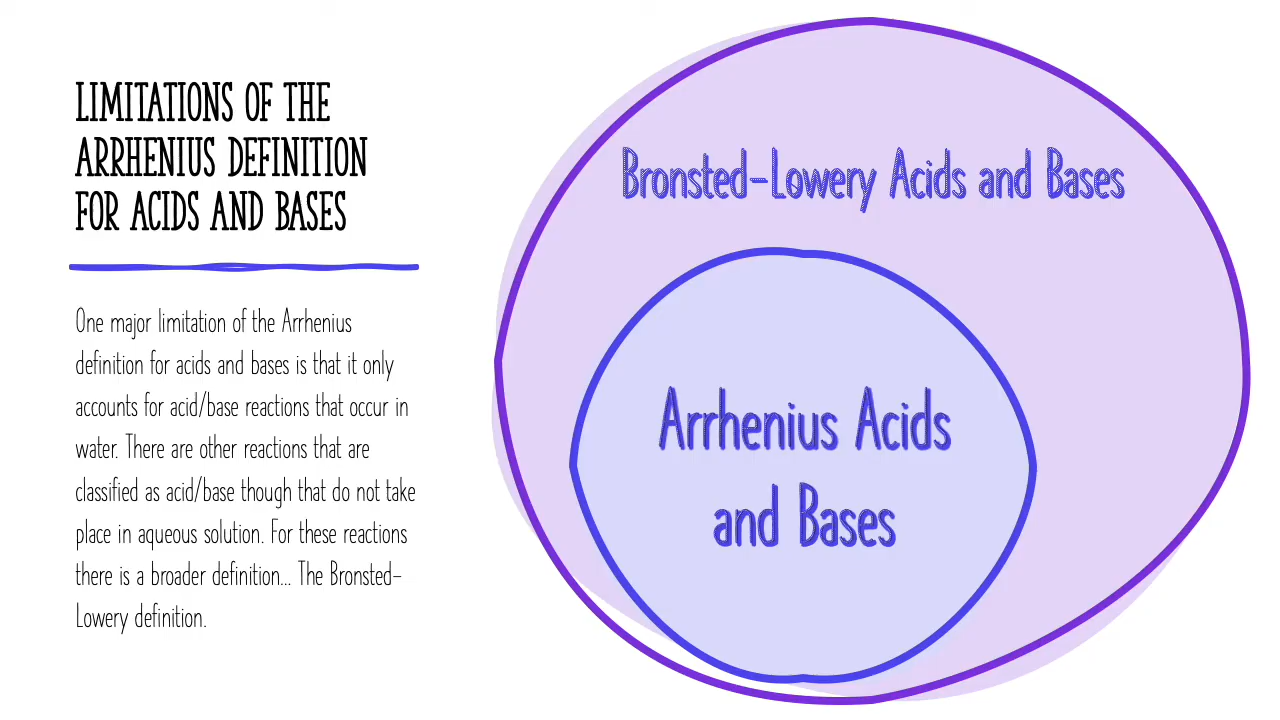 LIMITATIONS OF THE
ARRHENIUS DEFINITION
FOR ACIDS AND BASES
One major limitation of the Arrhenius
definition for acids and bases is that it only
accounts for acid/base reactions that occur in
water. There are other reactions that are
classified as acid/base though that do not take
place in aqueous solution. For these reactions
there is a broader definition... The Bronsted-
Lowery definition.
Bronsted-Lowery Acids and Bases
Arrhenius Acids
and Bases